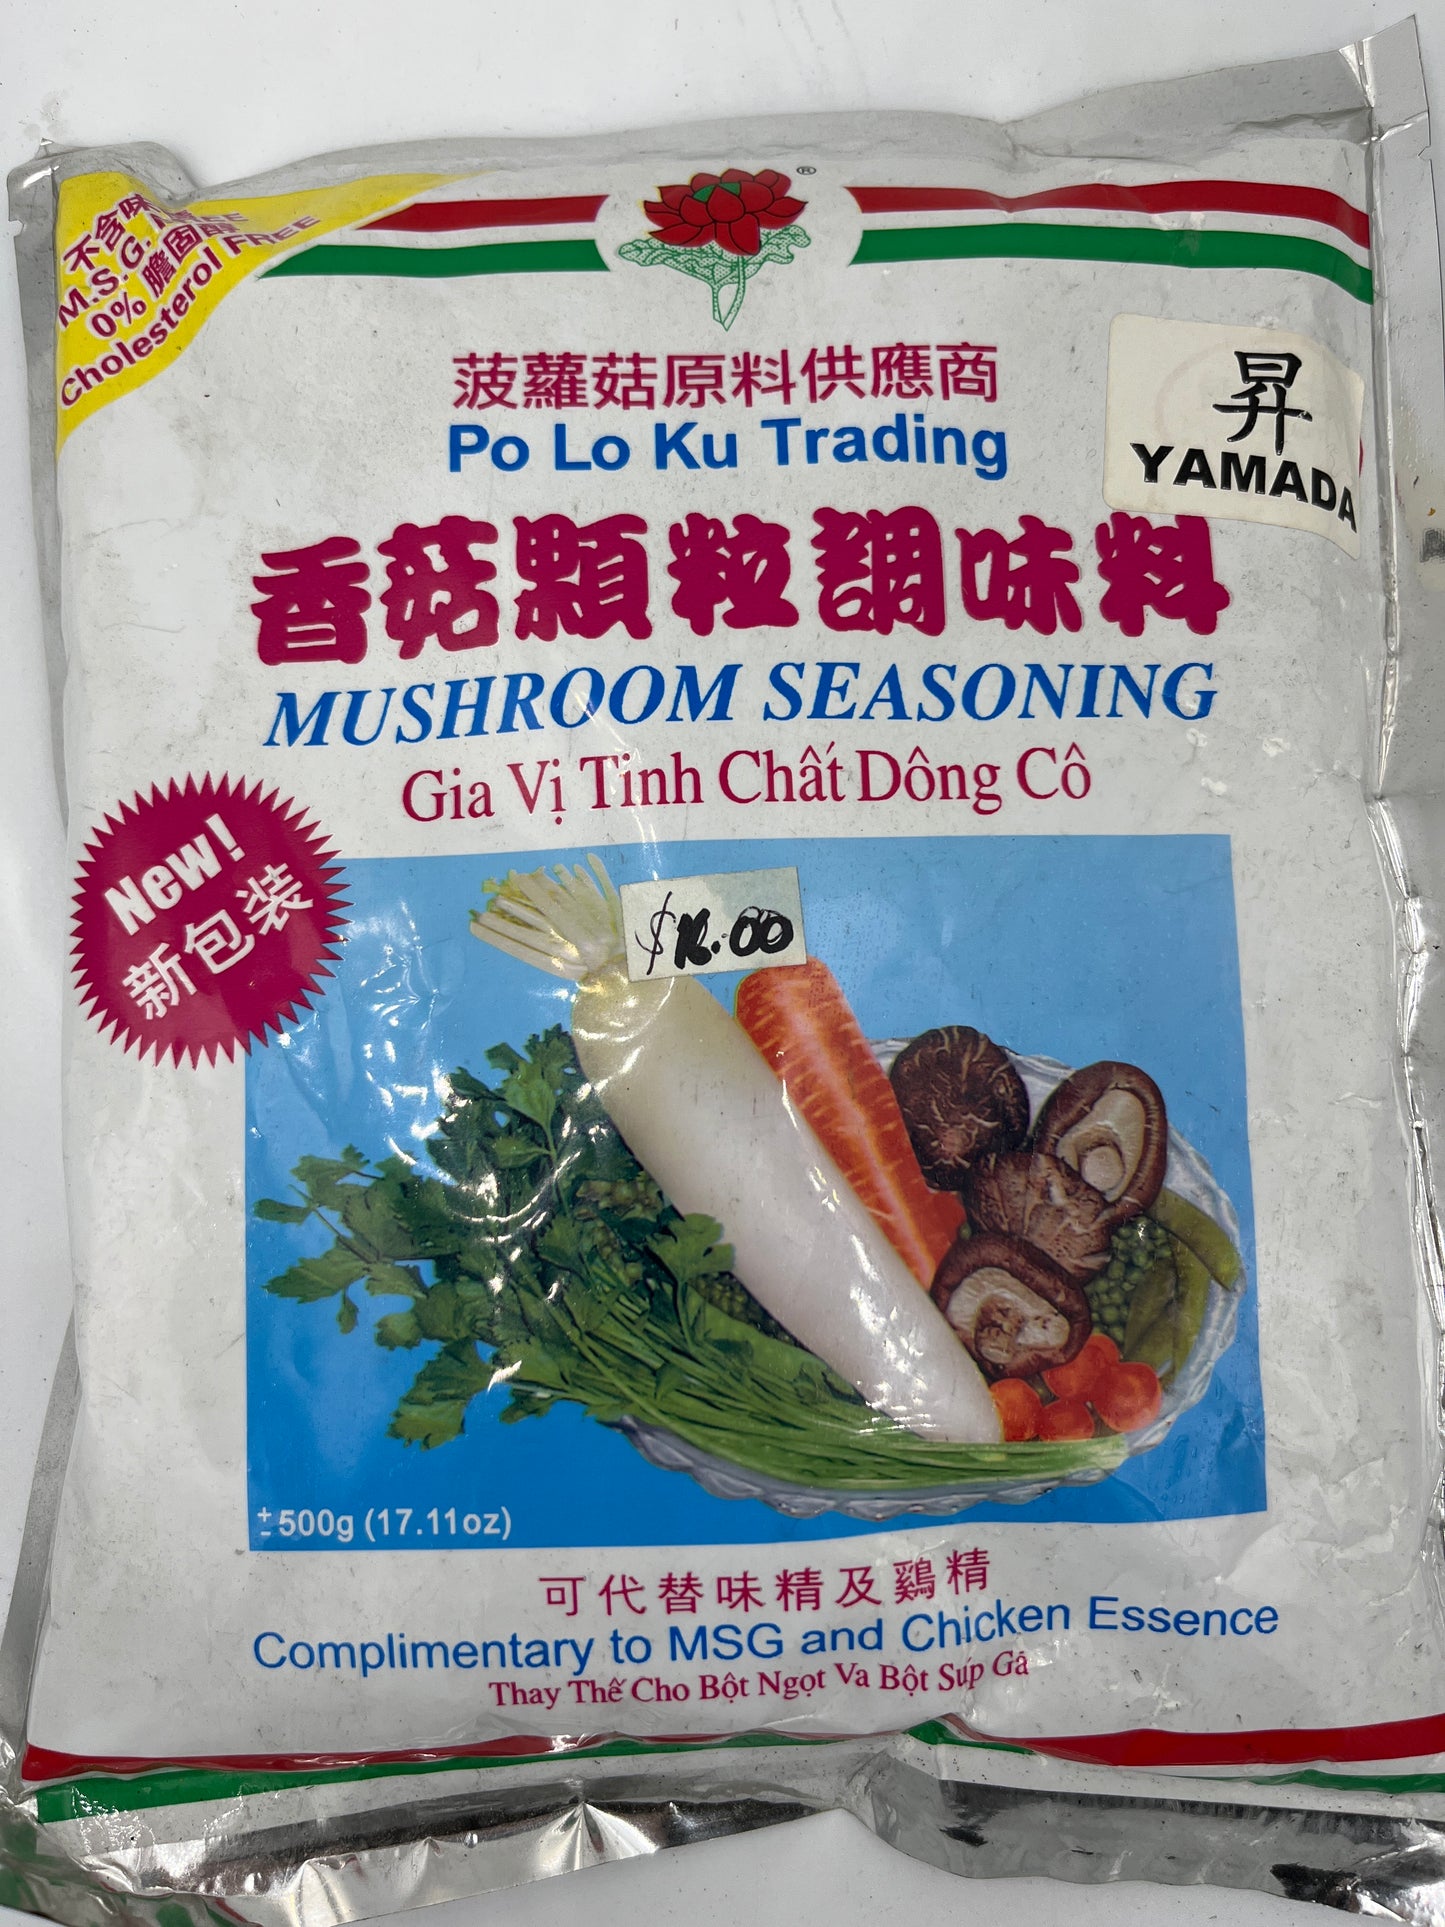 ®
不含味
M.S.G.
0% 膽固醇
Cholesterol FREE
菠蘿菇原料供應商
Po Lo Ku Trading
昇
YAMADA
香菇顆粒調味料
MUSHROOM SEASONING
Gia Vị Tinh Chất Dông Cô
New!
新包装
$ .00
±500g (17.11oz)
可代替味精及鷄精
Complimentary to MSG and Chicken Essence
Thay Thế Cho Bột Ngọt Va Bột Súp Gà